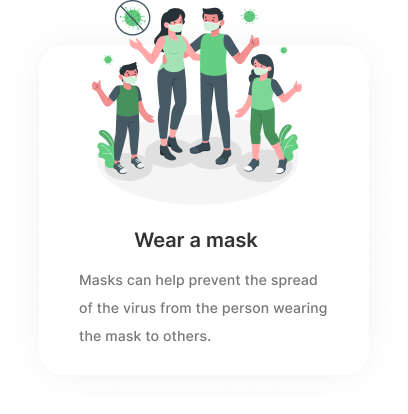 Wear a mask
Masks can help prevent the spread
of the virus from the person wearing
the mask to others.